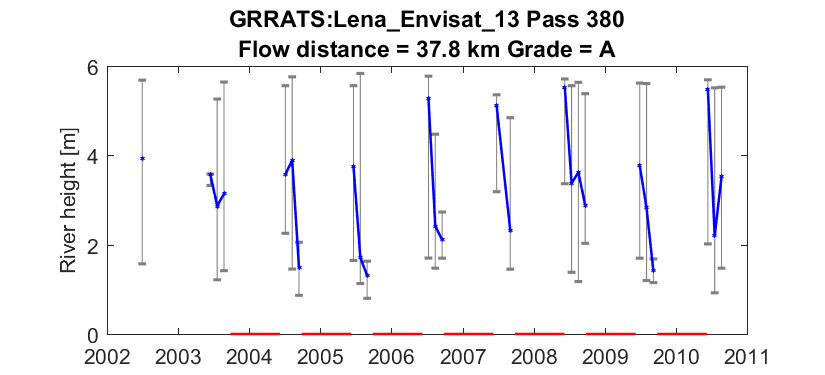 GRRATS:Lena_Envisat_13 Pass 380
Flow distance = 37.8 km Grade = A
River height [m]
6
4
2
0
2002 2003 2004 2005 2006 2007 2008 2009 2010 2011